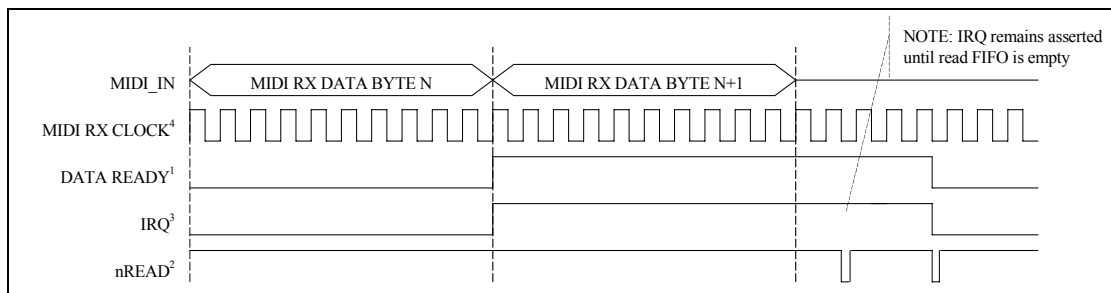 NOTE: IRQ remains asserted
until read FIFO is empty
MIDI_IN
MIDI RX DATA BYTE N
MIDI RX DATA BYTE N+1
MIDI RX CLOCK⁴
DATA READY¹
IRQ³
nREAD²